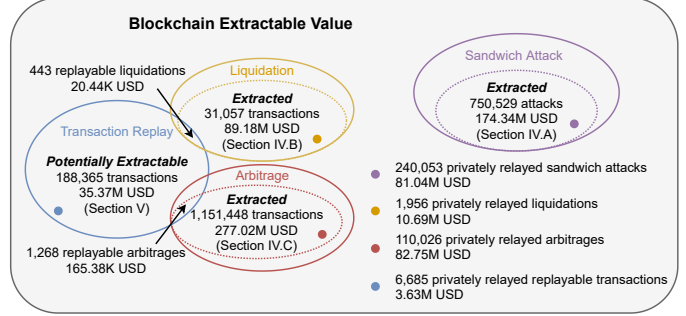 Blockchain Extractable Value
443 replayable liquidations
20.44K USD
Liquidation
Extracted
31,057 transactions
89.18M USD
(Section IV.B)
Sandwich Attack
Extracted
750,529 attacks
174.34M USD
(Section IV.A)
Transaction Replay
Potentially Extractable
188,365 transactions
35.37M USD
(Section V)
Arbitrage
Extracted
1,151,448 transactions
277.02M USD
(Section IV.C)
1,268 replayable arbitrages
165.38K USD
240,053 privately relayed sandwich attacks
81.04M USD
1,956 privately relayed liquidations
10.69M USD
110,026 privately relayed arbitrages
82.75M USD
6,685 privately relayed replayable transactions
3.63M USD